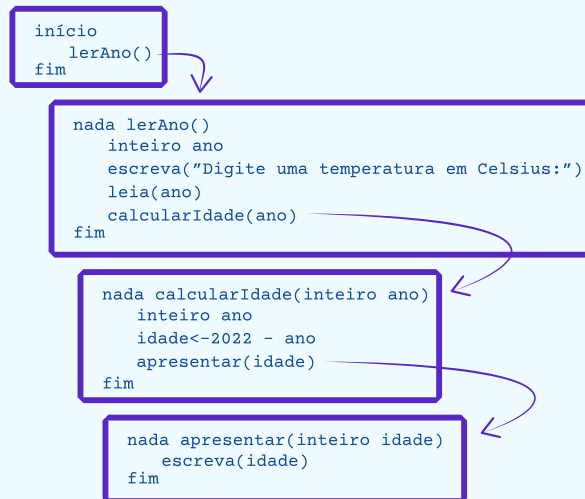 início
lerAno()
fim
nada lerAno()
inteiro ano
escreva(”Digite uma temperatura em Celsius:”)
leia(ano)
calcularIdade(ano)
fim
nada calcularIdade(inteiro ano)
inteiro ano
idade<-2022 - ano
apresentar(idade)
fim
nada apresentar(inteiro idade)
escreva(idade)
fim